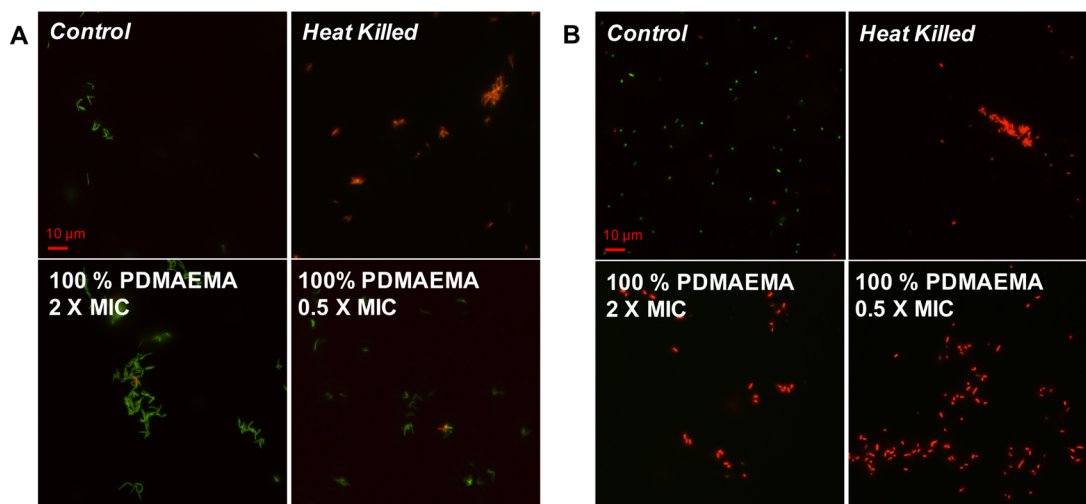 A
Control
Heat Killed
10 µm
100 % PDMAEMA
2 X MIC
100% PDMAEMA
0.5 X MIC
B
Control
Heat Killed
10 µm
100 % PDMAEMA
2 X MIC
100 % PDMAEMA
0.5 X MIC